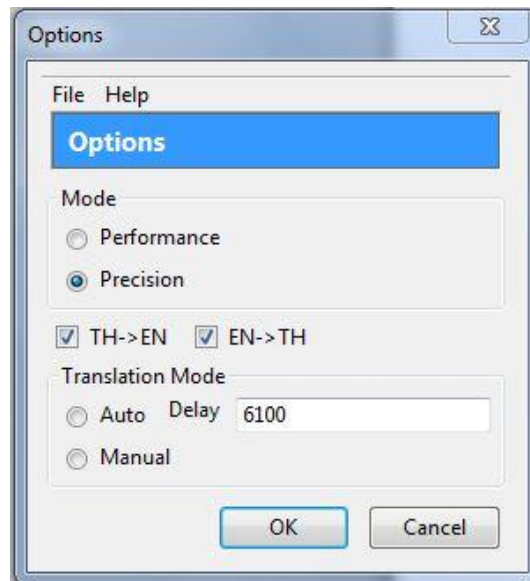 Options
File Help
Options
Mode
Performance
Precision
TH->EN EN->TH
Translation Mode
Auto Delay 6100
Manual
OK Cancel